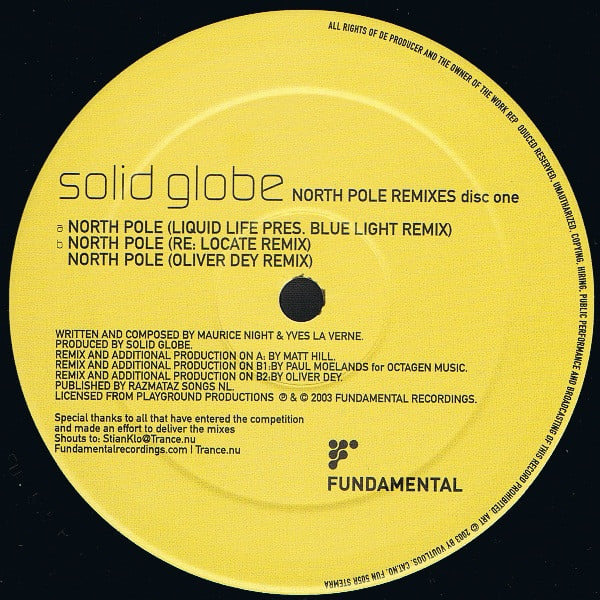 ALL RIGHTS OF DE PRODUCER AND THE OWNER OF THE WORK REP ODUCED RESERVED, UNAUTHARIZED, COPYING, HIRING, PUBLIC PERFORMANCE AND BROADCASTING OF THIS RECORD PROHIBITED. ART © 2003 BY VOUTLOOS. CAT.NO. FUN 505R STEMRA
solid globe NORTH POLE REMIXES disc one
a NORTH POLE (LIQUID LIFE PRES. BLUE LIGHT REMIX)
b NORTH POLE (RE: LOCATE REMIX)
NORTH POLE (OLIVER DEY REMIX)
WRITTEN AND COMPOSED BY MAURICE NIGHT & YVES LA VERNE.
PRODUCED BY SOLID GLOBE.
REMIX AND ADDITIONAL PRODUCTION ON A: BY MATT HILL.
REMIX AND ADDITIONAL PRODUCTION ON B1:BY PAUL MOELANDS for OCTAGEN MUSIC.
REMIX AND ADDITIONAL PRODUCTION ON B2:BY OLIVER DEY.
PUBLISHED BY RAZMATAZ SONGS NL.
LICENSED FROM PLAYGROUND PRODUCTIONS ℗ & © 2003 FUNDAMENTAL RECORDINGS.
Special thanks to all that have entered the competition
and made an effort to deliver the mixes
Shouts to: StianKlo@Trance.nu
Fundamentalrecordings.com | Trance.nu
FUNDAMENTAL